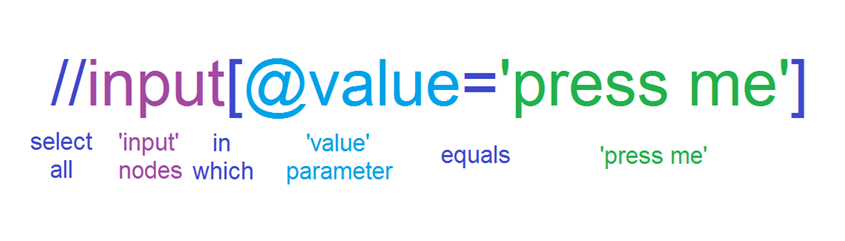 //input[@value='press me']
select 'input' in 'value' equals 'press me'
all nodes which parameter